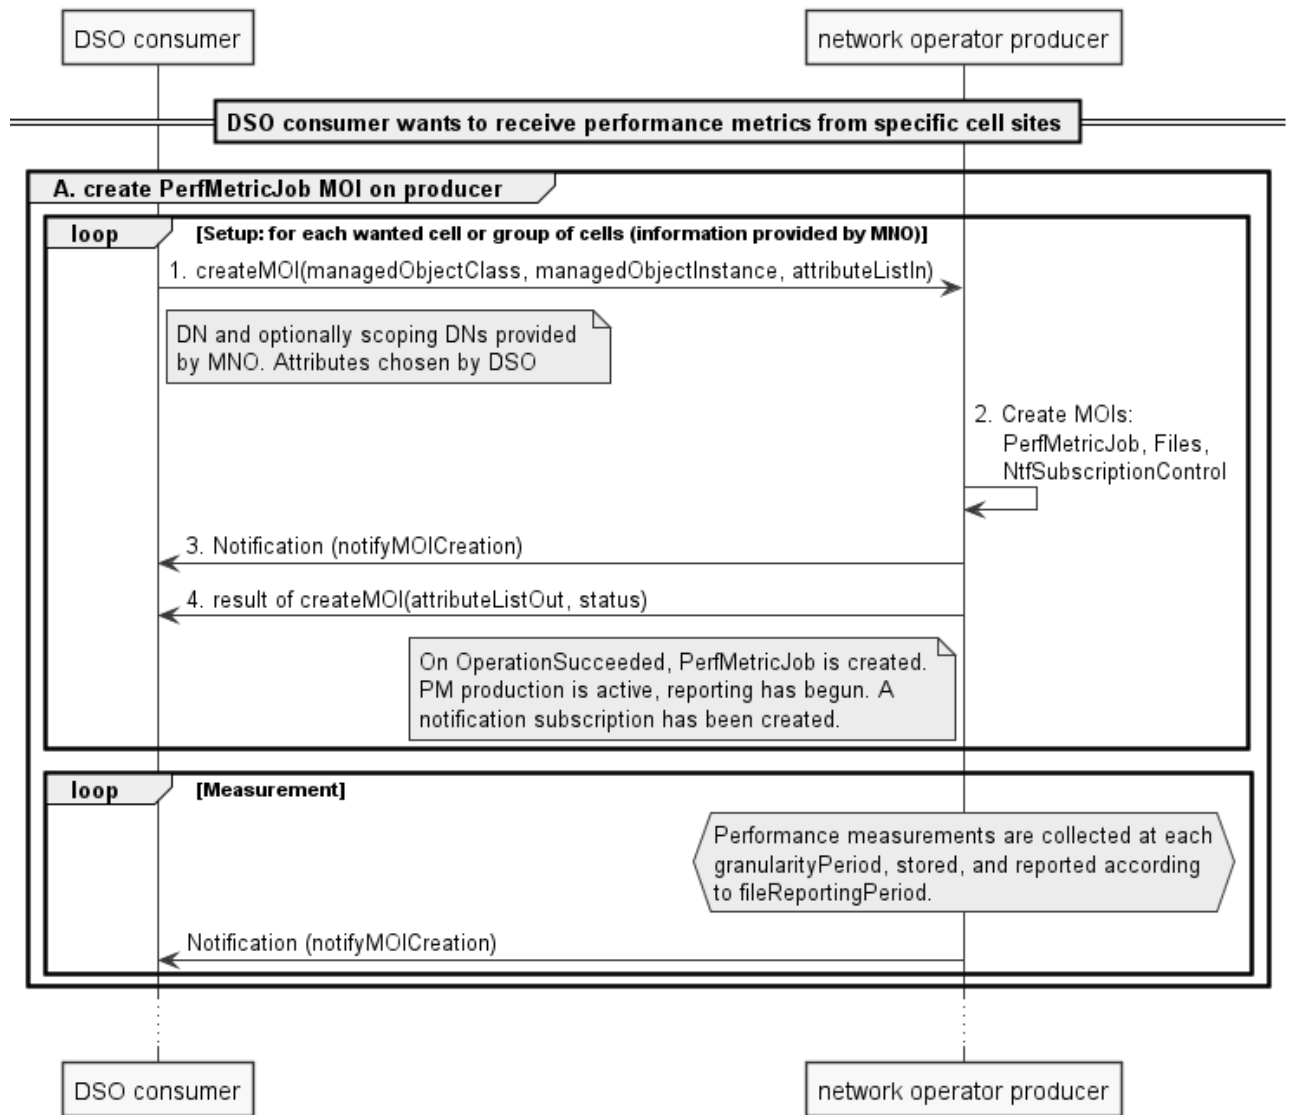 DSO consumer
network operator producer
DSO consumer wants to receive performance metrics from specific cell sites
A. create PerfMetricJob MOI on producer
loop
[Setup: for each wanted cell or group of cells (information provided by MNO)]
1. createMOI(managedObjectClass, managedObjectInstance, attributeListIn)
DN and optionally scoping DNs provided
by MNO. Attributes chosen by DSO
2. Create MOIs:
PerfMetricJob, Files,
NtfSubscriptionControl
3. Notification (notifyMOICreation)
4. result of createMOI(attributeListOut, status)
On OperationSucceeded, PerfMetricJob is created.
PM production is active, reporting has begun. A
notification subscription has been created.
loop
[Measurement]
Performance measurements are collected at each
granularityPeriod, stored, and reported according
to fileReportingPeriod.
Notification (notifyMOICreation)
DSO consumer
network operator producer